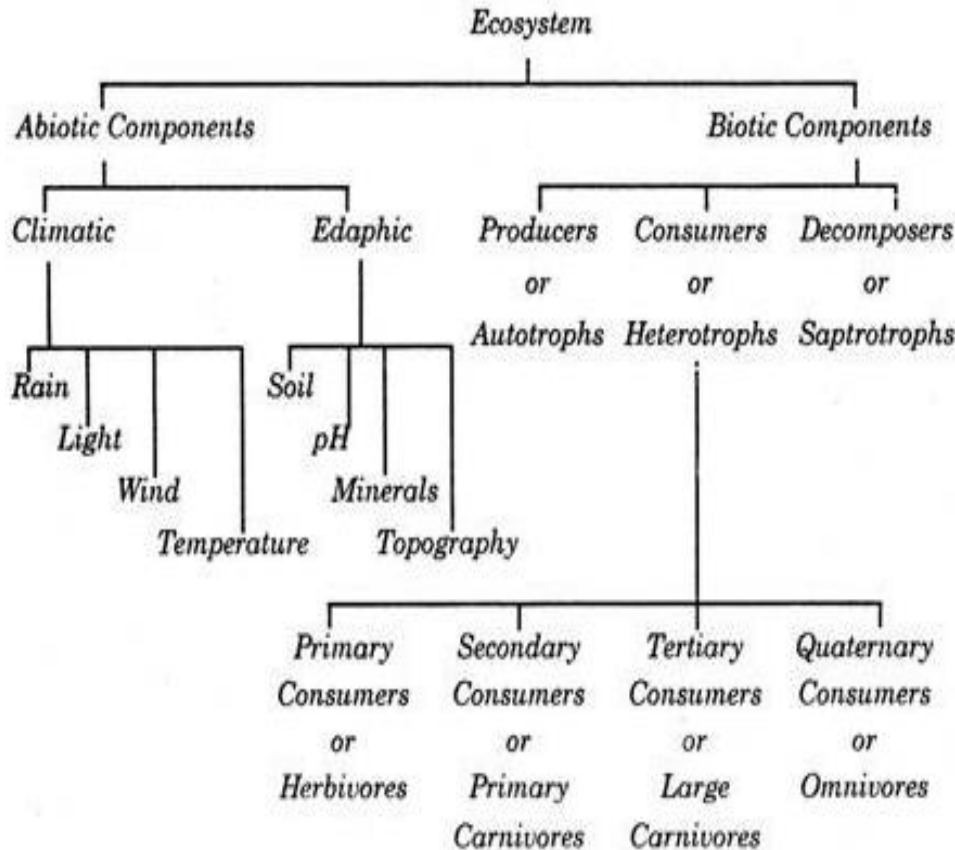 Ecosystem
Abiotic Components
Biotic Components
Climatic
Edaphic
Producers
or
Autotrophs
Consumers
or
Heterotrophs
Decomposers
or
Saptrotrophs
Rain
Light
Wind
Temperature
Soil
pH
Minerals
Topography
Primary
Consumers
or
Herbivores
Secondary
Consumers
or
Primary
Carnivores
Tertiary
Consumers
or
Large
Carnivores
Quaternary
Consumers
or
Omnivores